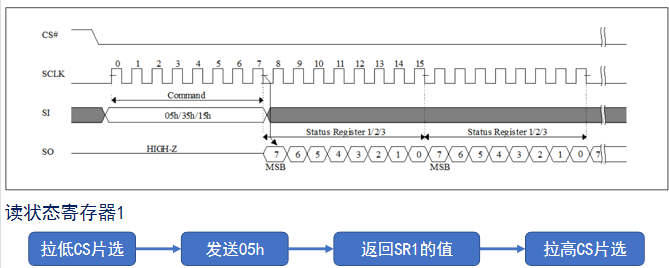 CS#
0 1 2 3 4 5 6 7 8 9 10 11 12 13 14 15
SCLK
Command
SI
05h/35h/15h
Status Register 1/2/3 Status Register 1/2/3
SO
HIGH-Z
7 6 5 4 3 2 1 0 7 6 5 4 3 2 1 0 7
MSB MSB
读状态寄存器1
拉低CS片选 发送05h 返回SR1的值 拉高CS片选